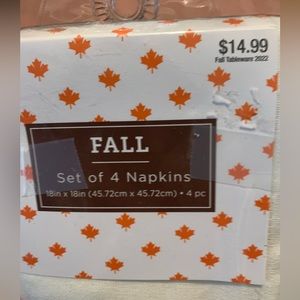 $14.99
Fall Tableware 2022
FALL
Set of 4 Napkins
18in x 18in (45.72cm x 45.72cm) • 4 pc